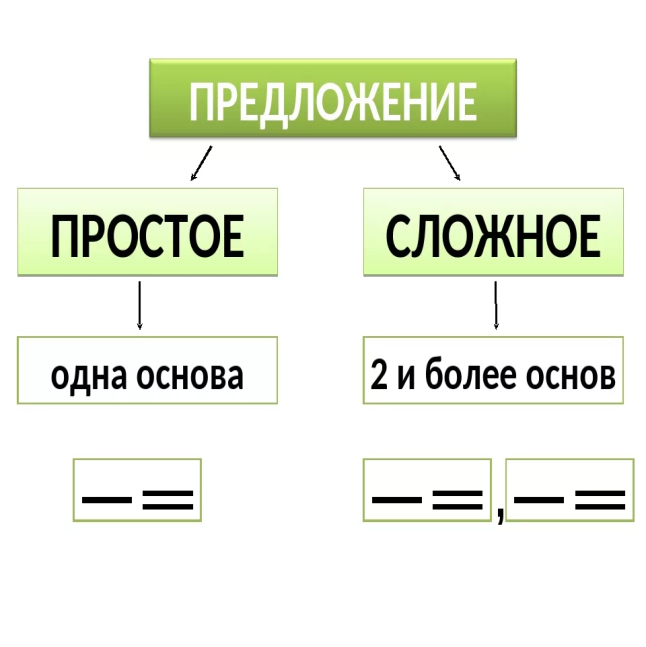 ПРЕДЛОЖЕНИЕ
ПРОСТОЕ
СЛОЖНОЕ
одна основа
2 и более основ
,